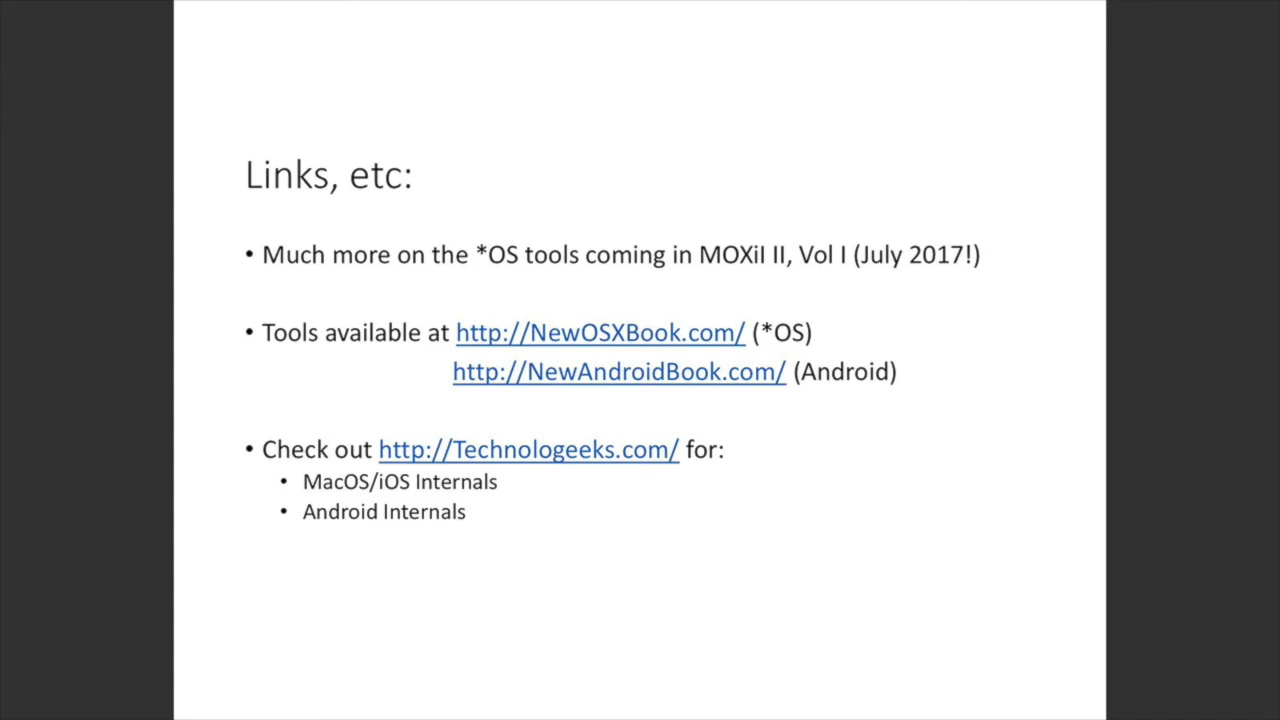 Links, etc:
• Much more on the *OS tools coming in MOXiI II, Vol I (July 2017!)
• Tools available at http://NewOSXBook.com/ (*OS)
http://NewAndroidBook.com/ (Android)
• Check out http://Technologeeks.com/ for:
• MacOS/iOS Internals
• Android Internals